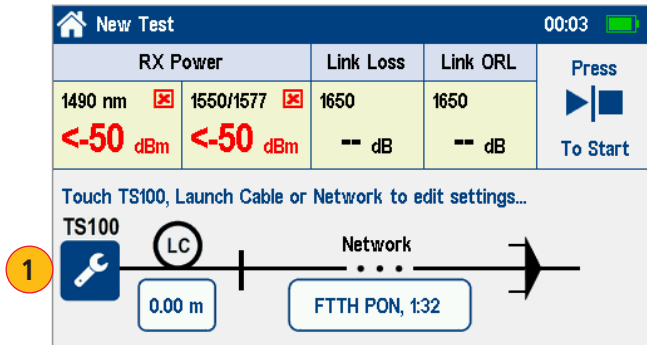 New Test 00:03
RX Power Link Loss Link ORL Press
1490 nm 1550/1577 1650 1650
<-50 dBm <-50 dBm -- dB -- dB To Start
Touch TS100, Launch Cable or Network to edit settings...
TS100
LC Network
1
0.00 m FTTH PON, 1:32